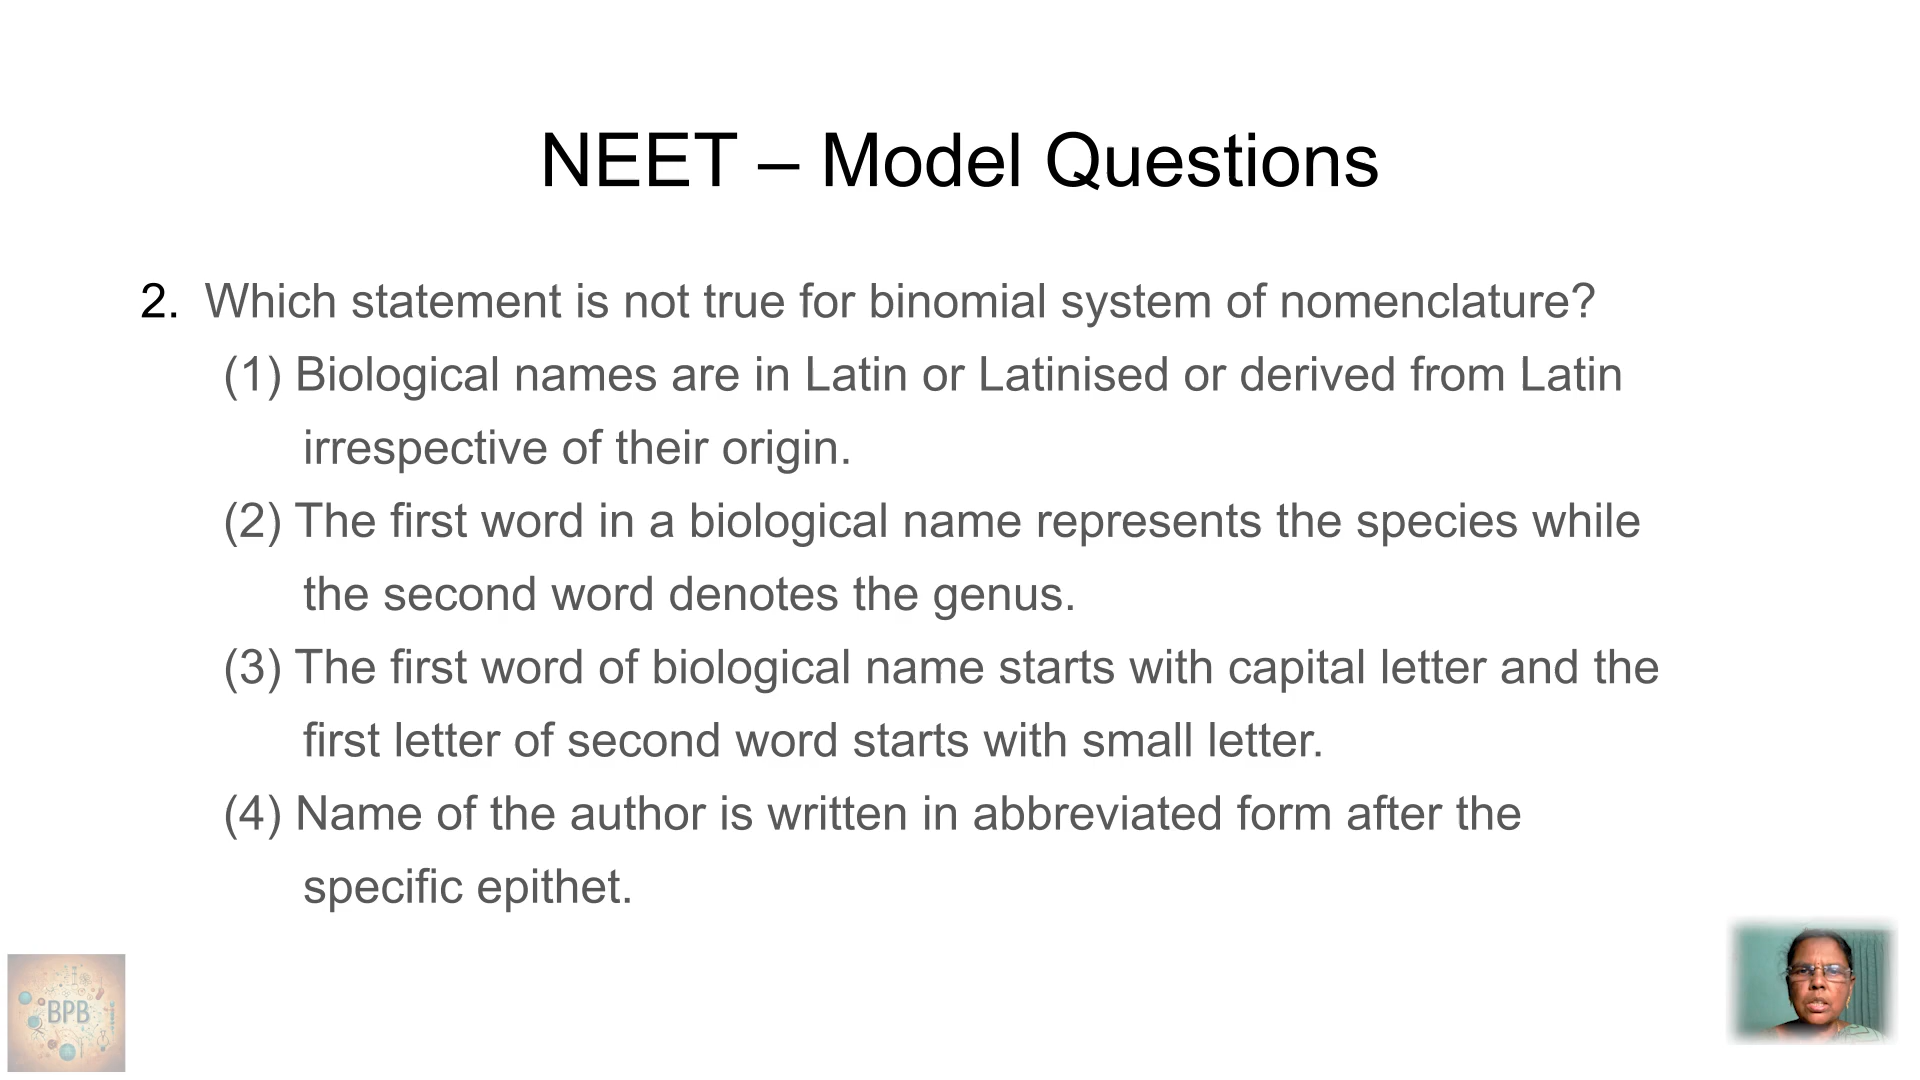 NEET – Model Questions
2. Which statement is not true for binomial system of nomenclature?
(1) Biological names are in Latin or Latinised or derived from Latin
irrespective of their origin.
(2) The first word in a biological name represents the species while
the second word denotes the genus.
(3) The first word of biological name starts with capital letter and the
first letter of second word starts with small letter.
(4) Name of the author is written in abbreviated form after the
specific epithet.
BPB